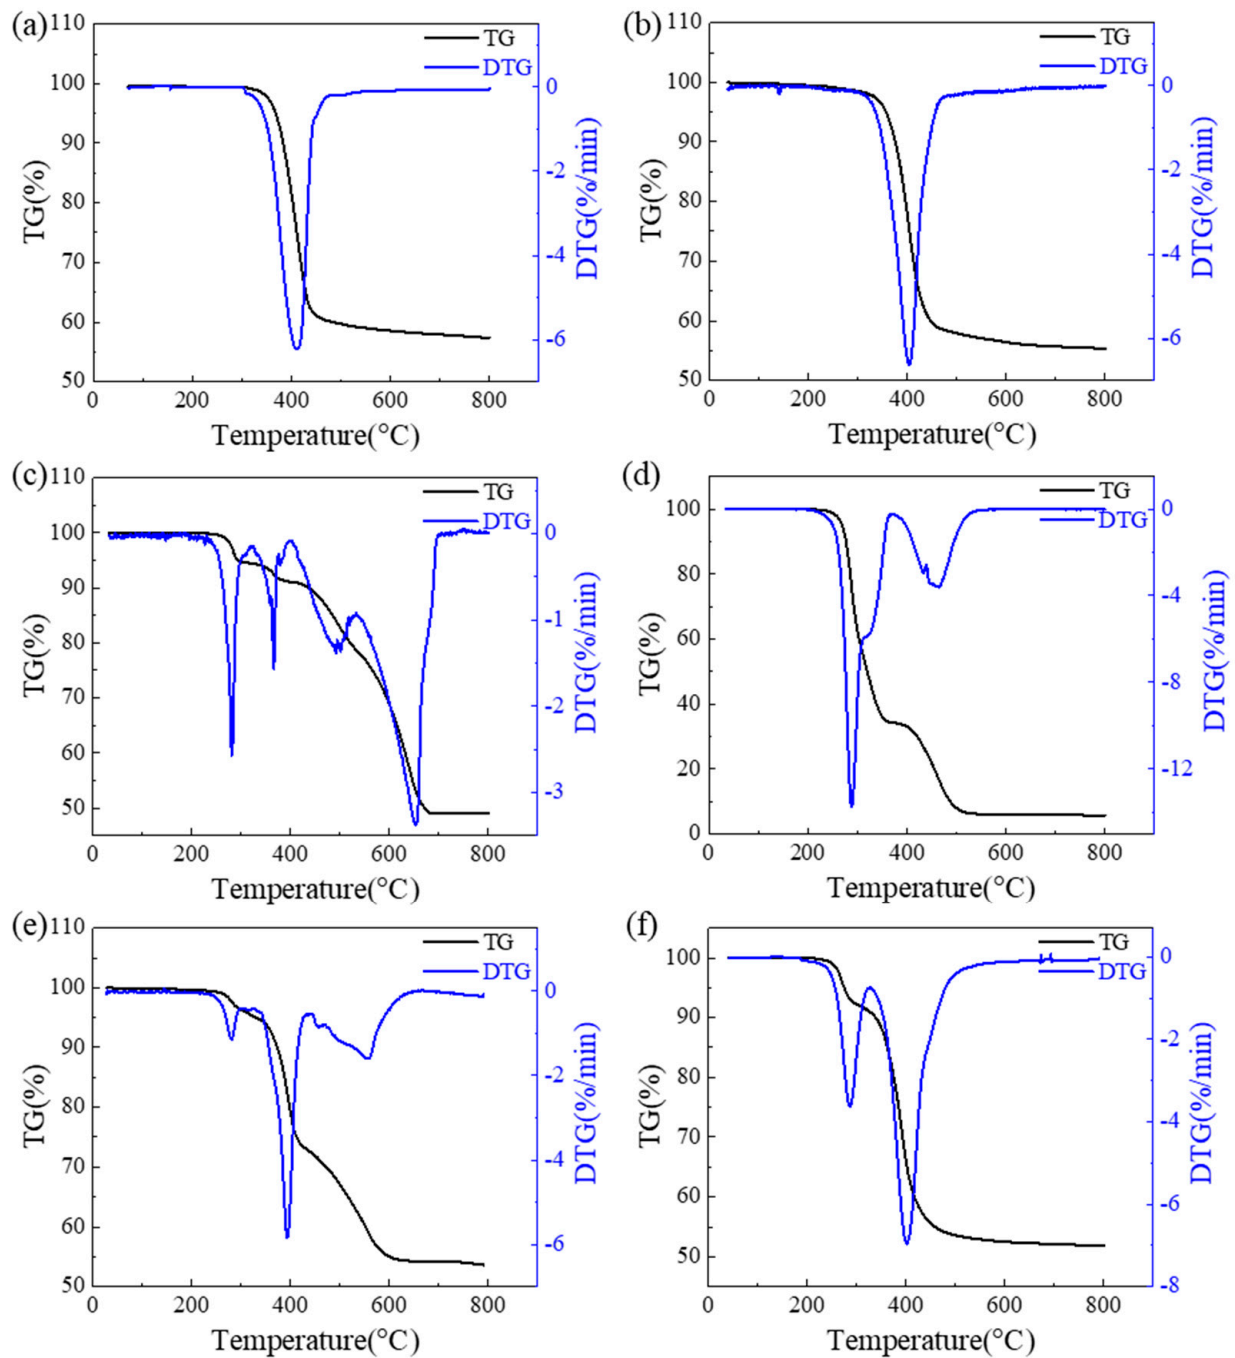 (a)
TG
DTG
110
100
90
80
70
60
50
0
-2
-4
-6
TG(%)
DTG(%/min)
0 200 400 600 800
Temperature(°C)
(b)
TG
DTG
110
100
90
80
70
60
50
0
-2
-4
-6
TG(%)
DTG(%/min)
0 200 400 600 800
Temperature(°C)
(c)
TG
DTG
110
100
90
80
70
60
50
0
-1
-2
-3
TG(%)
DTG(%/min)
0 200 400 600 800
Temperature(°C)
(d)
TG
DTG
100
80
60
40
20
0
0
-4
-8
-12
TG(%)
DTG(%/min)
0 200 400 600 800
Temperature(°C)
(e)
TG
DTG
110
100
90
80
70
60
50
0
-2
-4
-6
TG(%)
DTG(%/min)
0 200 400 600 800
Temperature(°C)
(f)
TG
DTG
100
90
80
70
60
50
0
-2
-4
-6
-8
TG(%)
DTG(%/min)
0 200 400 600 800
Temperature(°C)